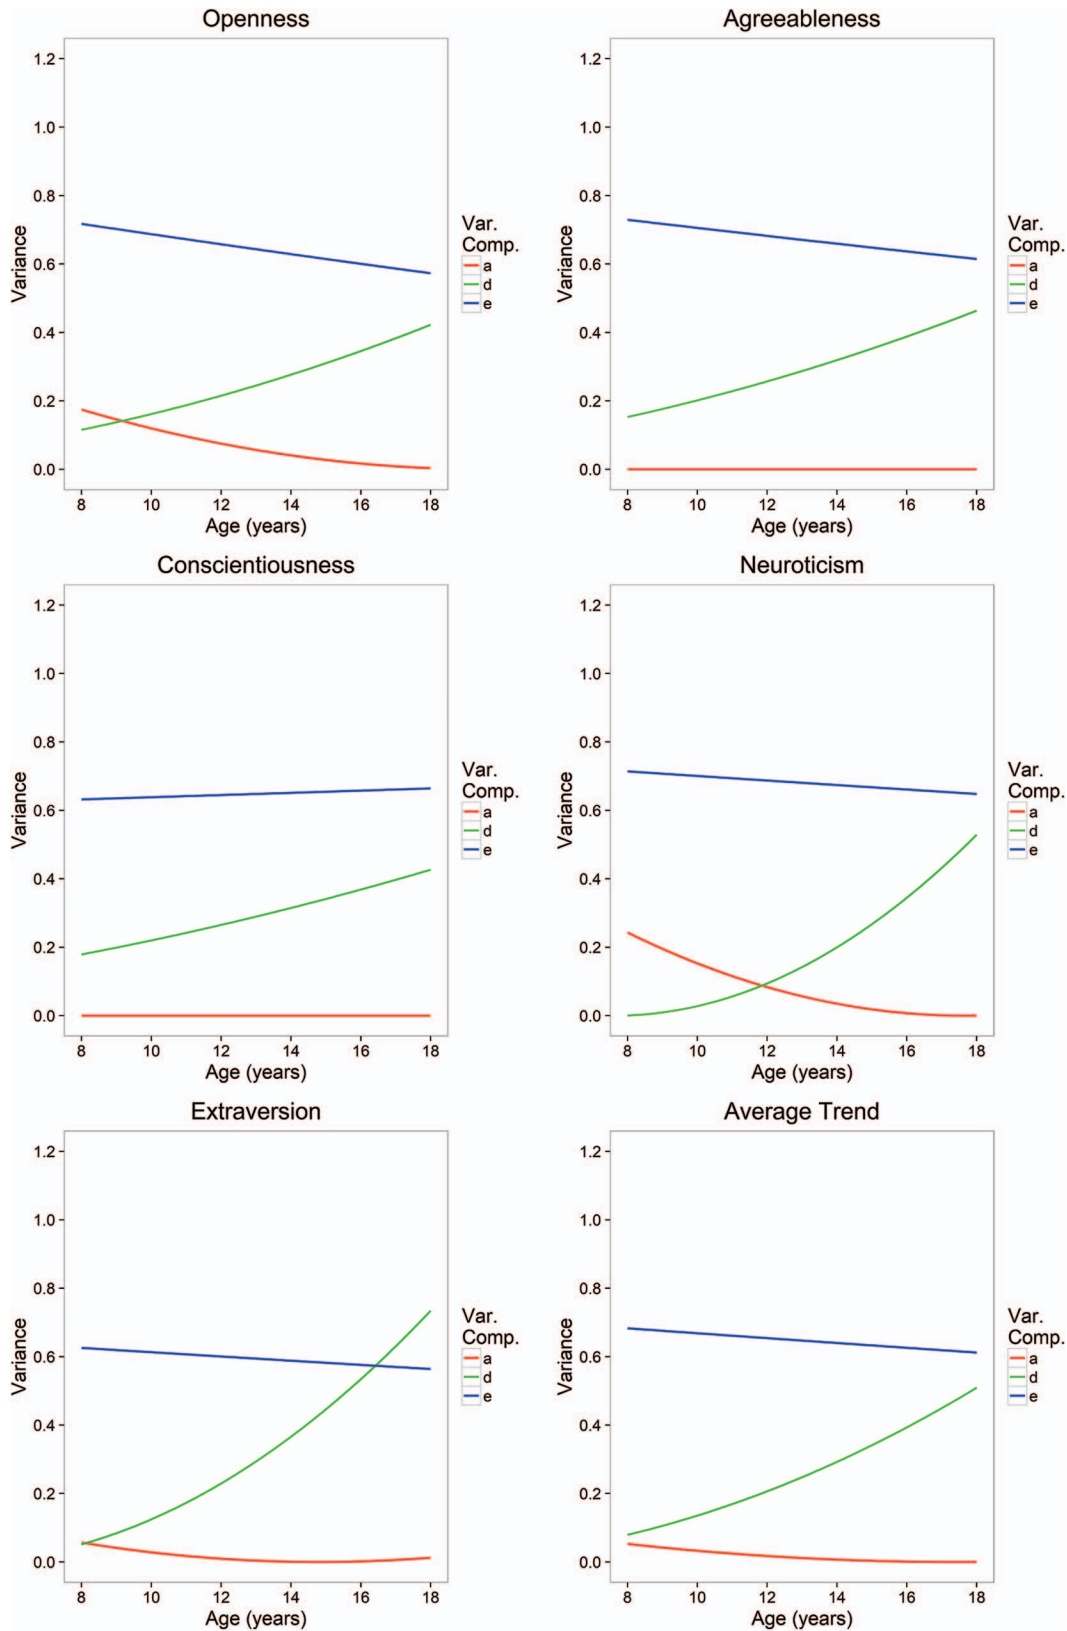 Openness
1.2
1.0
0.8
0.6
0.4
0.2
0.0
Variance
8 10 12 14 16 18
Age (years)
Var.
Comp.
a
d
e
Agreeableness
1.2
1.0
0.8
0.6
0.4
0.2
0.0
Variance
8 10 12 14 16 18
Age (years)
Var.
Comp.
a
d
e
Conscientiousness
1.2
1.0
0.8
0.6
0.4
0.2
0.0
Variance
8 10 12 14 16 18
Age (years)
Var.
Comp.
a
d
e
Neuroticism
1.2
1.0
0.8
0.6
0.4
0.2
0.0
Variance
8 10 12 14 16 18
Age (years)
Var.
Comp.
a
d
e
Extraversion
1.2
1.0
0.8
0.6
0.4
0.2
0.0
Variance
8 10 12 14 16 18
Age (years)
Var.
Comp.
a
d
e
Average Trend
1.2
1.0
0.8
0.6
0.4
0.2
0.0
Variance
8 10 12 14 16 18
Age (years)
Var.
Comp.
a
d
e